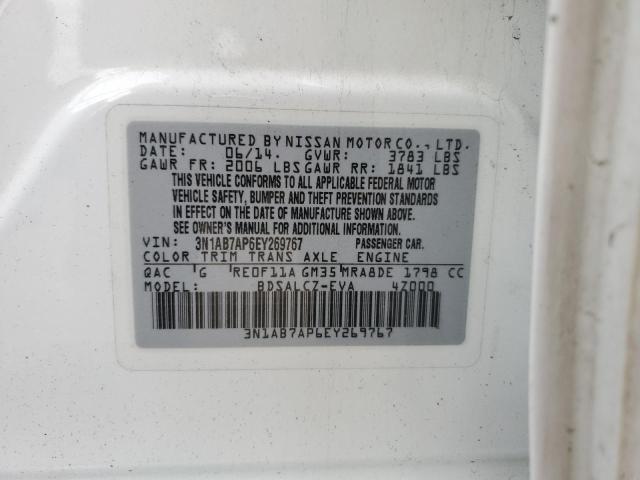 MANUFACTURED BY NISSAN MOTOR CO., LTD.
DATE: 06/14. GVWR: 3783 LBS
GAWR FR: 2006 LBS GAWR RR: 1841 LBS
THIS VEHICLE CONFORMS TO ALL APPLICABLE FEDERAL MOTOR
VEHICLE SAFETY, BUMPER AND THEFT PREVENTION STANDARDS
IN EFFECT ON THE DATE OF MANUFACTURE SHOWN ABOVE.
SEE OWNER'S MANUAL FOR ADDITIONAL INFORMATION.
VIN: 3N1AB7AP6EY269767 PASSENGER CAR.
COLOR TRIM TRANS AXLE ENGINE
QAC G RE0F11A GM35 MRA8DE 1798 CC
MODEL: BDSALCZ-EVA 4Z000
3N1AB7AP6EY269767